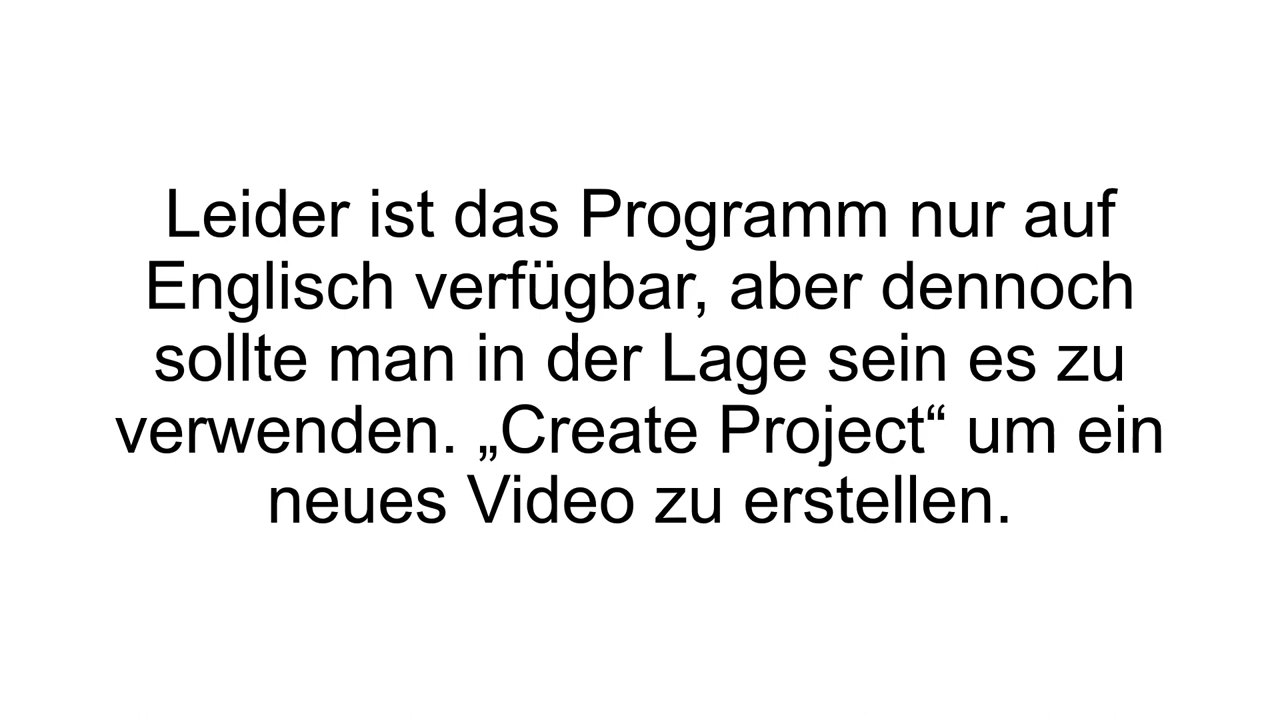 Leider ist das Programm nur auf
Englisch verfügbar, aber dennoch
sollte man in der Lage sein es zu
verwenden. „Create Project“ um ein
neues Video zu erstellen.